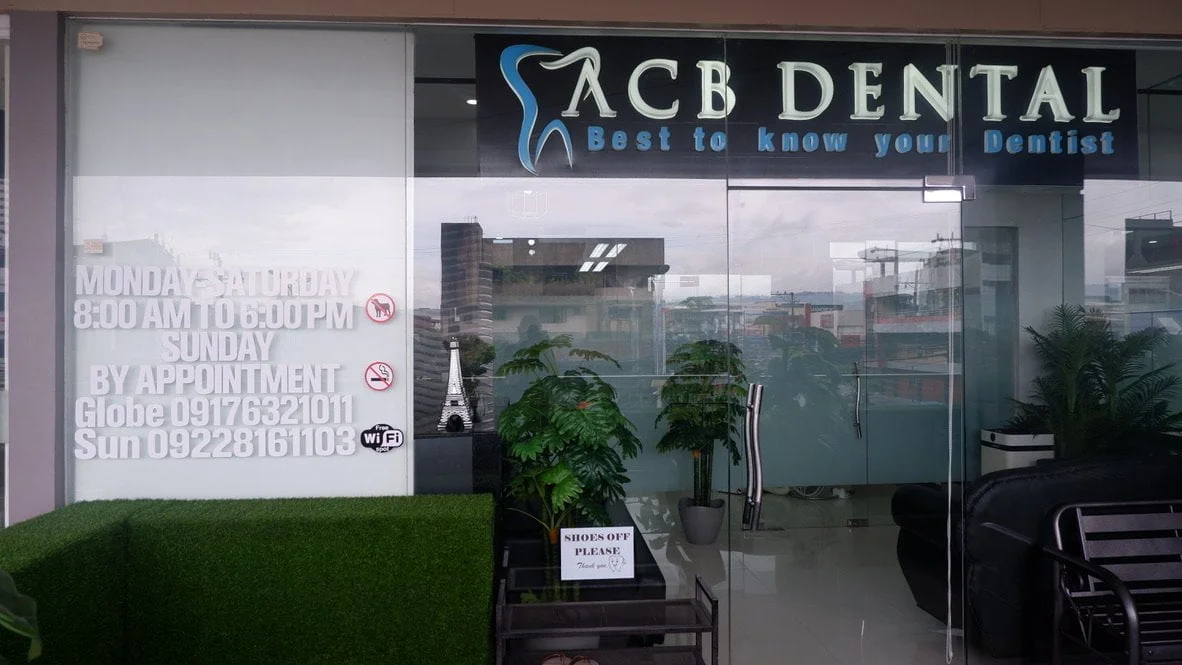 ACB DENTAL
Best to know your Dentist
MONDAY-SATURDAY
8:00 AM TO 6:00 PM
SUNDAY
BY APPOINTMENT
Globe 09176321011
Sun 09228161103
Free
WiFi
spot
SHOES OFF
PLEASE
Thank you